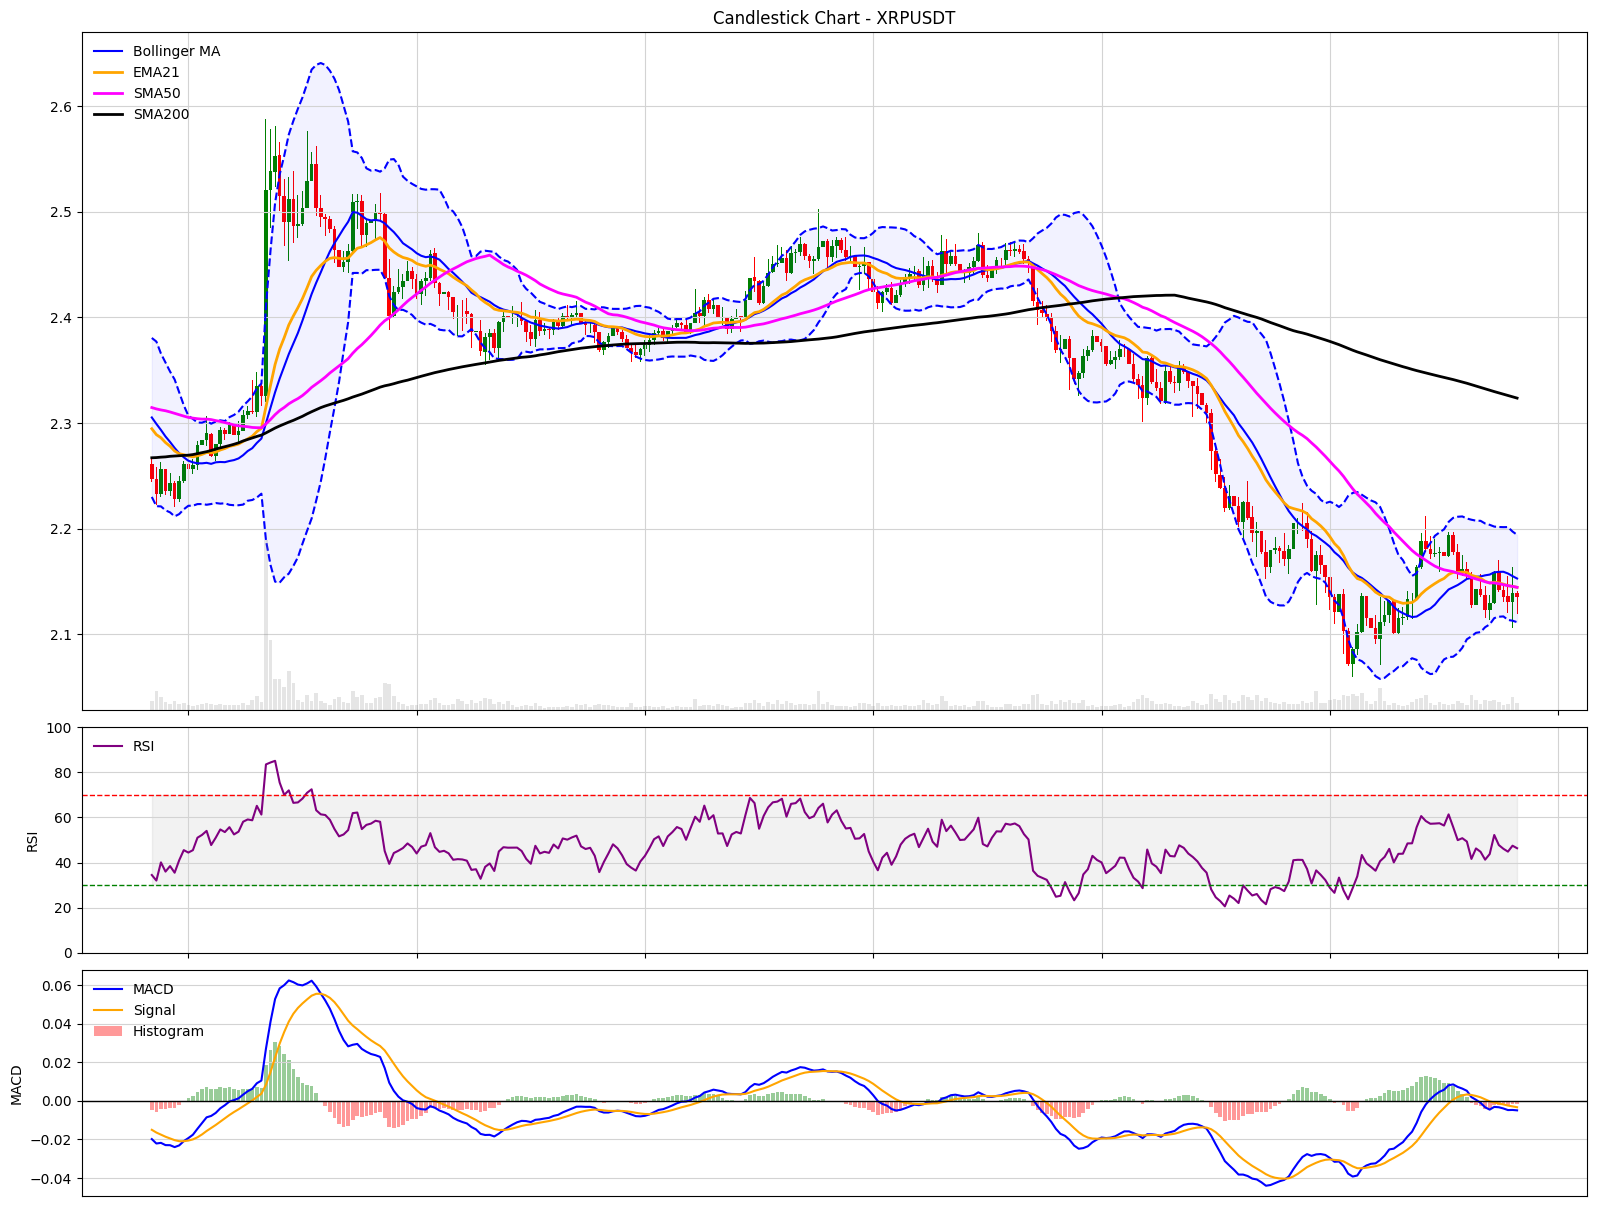 Candlestick Chart - XRPUSDT
Bollinger MA
EMA21
SMA50
SMA200
2.6
2.5
2.4
2.3
2.2
2.1
RSI
100
80
60
40
20
0
RSI
MACD
Signal
Histogram
0.06
0.04
0.02
0.00
−0.02
−0.04
MACD